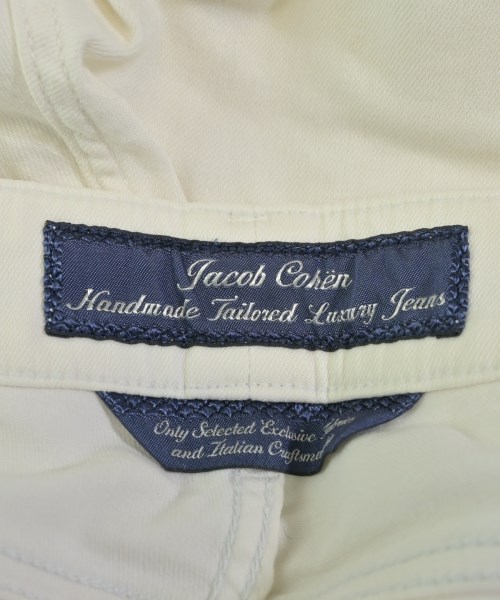 Jacob Cohën
Handmade Tailored Luxury Jeans
Only Selected Exclusive
and Italian